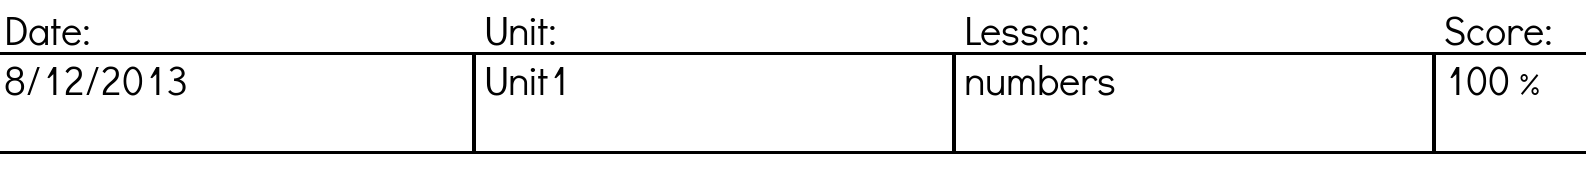 Date: Unit: Lesson: Score:
8/12/2013 Unit1 numbers 100 %